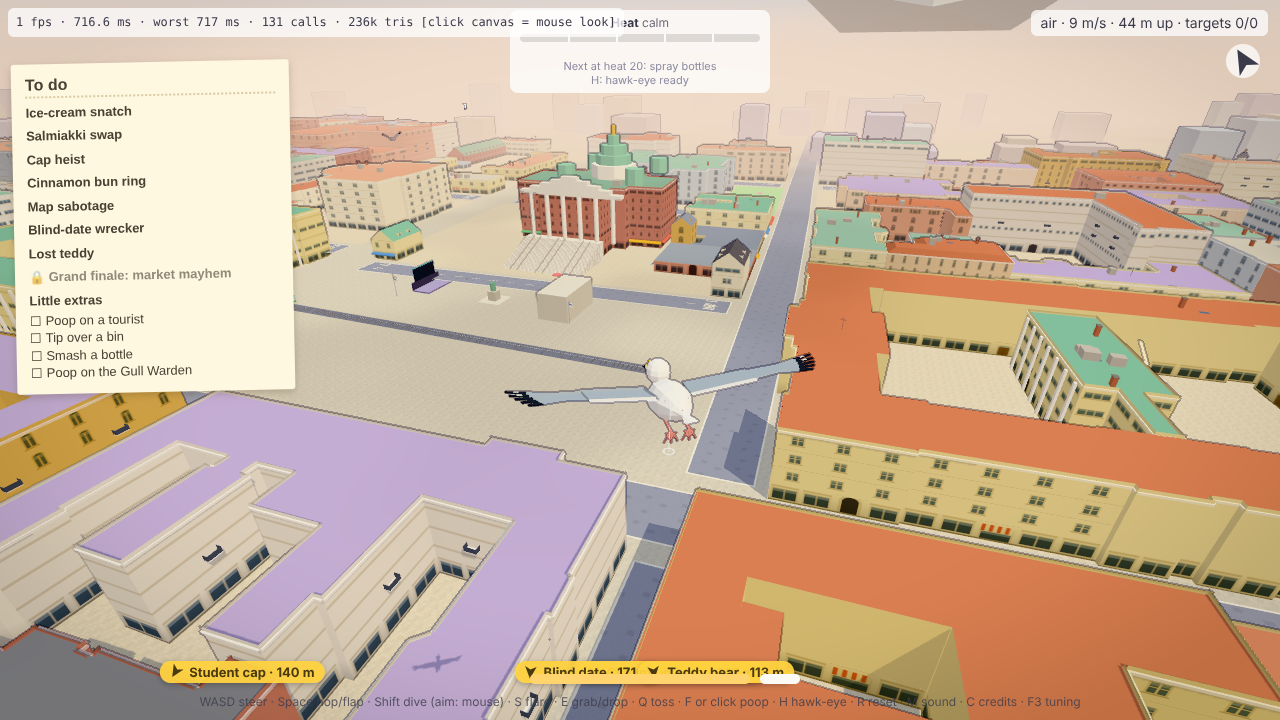 1 fps · 716.6 ms · worst 717 ms · 131 calls · 236k tris [click canvas = mouse look]
eat calm
Next at heat 20: spray bottles
H: hawk-eye ready
air · 9 m/s · 44 m up · targets 0/0
To do
Ice-cream snatch
Salmiakki swap
Cap heist
Cinnamon bun ring
Map sabotage
Blind-date wrecker
Lost teddy
🔒 Grand finale: market mayhem
Little extras
☐ Poop on a tourist
☐ Tip over a bin
☐ Smash a bottle
☐ Poop on the Gull Warden
Student cap · 140 m
Blind date · 171
Teddy bear · 113 m
WASD steer · Space hop/flap · Shift dive (aim: mouse) · S flare · E grab/drop · Q toss · F or click poop · H hawk-eye · R reset · sound · C credits · F3 tuning